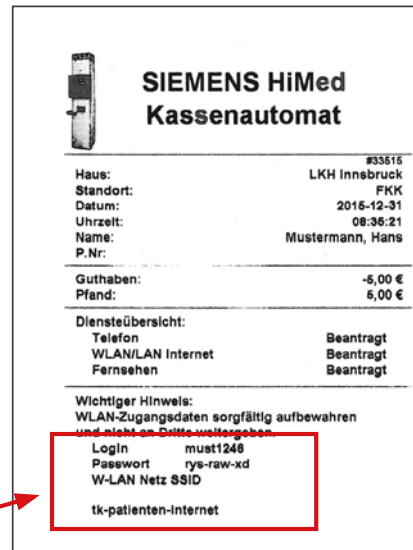 SIEMENS HiMed
Kassenautomat
#33515
Haus: LKH Innsbruck
Standort: FKK
Datum: 2015-12-31
Uhrzeit: 08:35:21
Name: Mustermann, Hans
P.Nr:
Guthaben: -5,00 €
Pfand: 5,00 €
Diensteübersicht:
Telefon Beantragt
WLAN/LAN Internet Beantragt
Fernsehen Beantragt
Wichtiger Hinweis:
WLAN-Zugangsdaten sorgfältig aufbewahren
und nicht an Dritte weitergeben.
Login must1246
Passwort rys-raw-xd
W-LAN Netz SSID
tk-patienten-internet